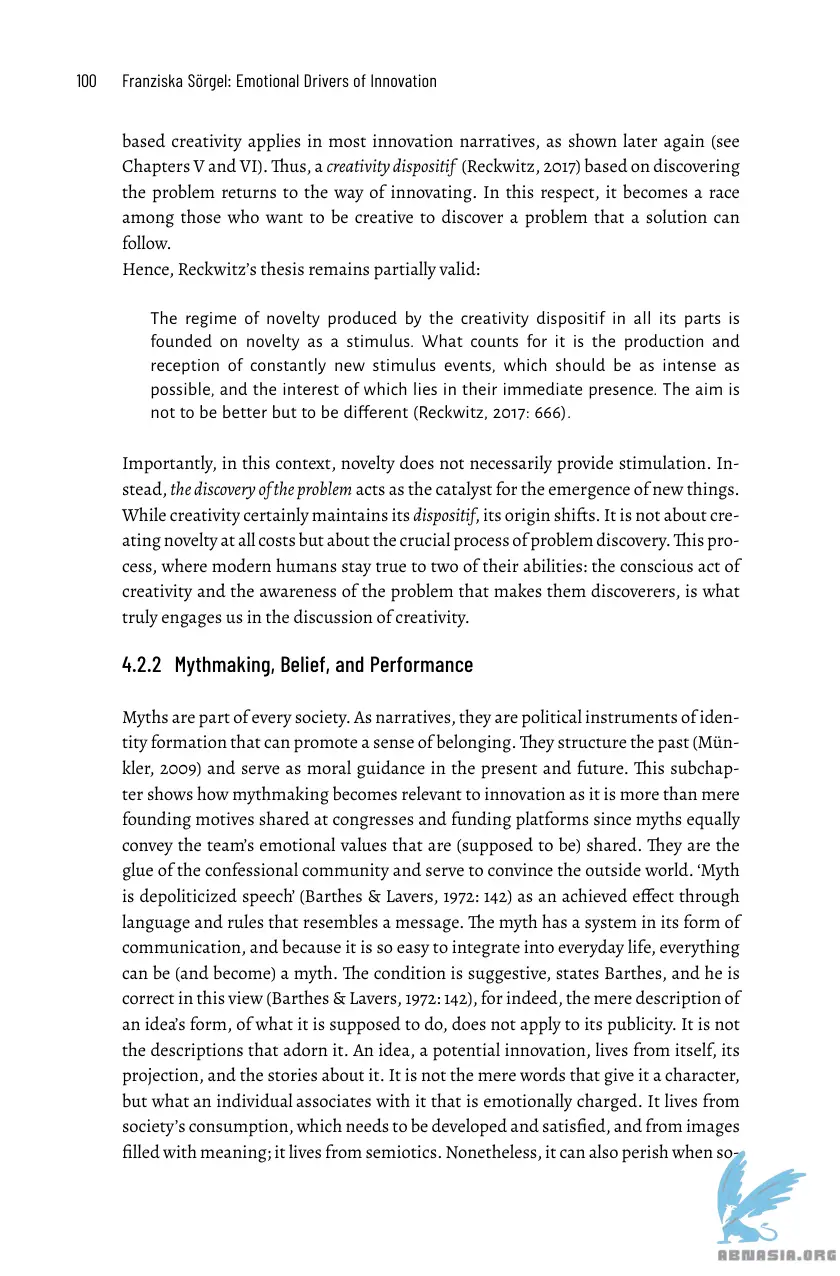 100 Franziska Sörgel: Emotional Drivers of Innovation
based creativity applies in most innovation narratives, as shown later again (see
Chapters V and VI). Thus, a creativity dispositif (Reckwitz, 2017) based on discovering
the problem returns to the way of innovating. In this respect, it becomes a race
among those who want to be creative to discover a problem that a solution can
follow.
Hence, Reckwitz’s thesis remains partially valid:
The regime of novelty produced by the creativity dispositif in all its parts is
founded on novelty as a stimulus. What counts for it is the production and
reception of constantly new stimulus events, which should be as intense as
possible, and the interest of which lies in their immediate presence. The aim is
not to be better but to be different (Reckwitz, 2017: 666).
Importantly, in this context, novelty does not necessarily provide stimulation. In-
stead, the discovery of the problem acts as the catalyst for the emergence of new things.
While creativity certainly maintains its dispositif, its origin shifts. It is not about cre-
ating novelty at all costs but about the crucial process of problem discovery. This pro-
cess, where modern humans stay true to two of their abilities: the conscious act of
creativity and the awareness of the problem that makes them discoverers, is what
truly engages us in the discussion of creativity.
4.2.2 Mythmaking, Belief, and Performance
Myths are part of every society. As narratives, they are political instruments of iden-
tity formation that can promote a sense of belonging. They structure the past (Mün-
kler, 2009) and serve as moral guidance in the present and future. This subchap-
ter shows how mythmaking becomes relevant to innovation as it is more than mere
founding motives shared at congresses and funding platforms since myths equally
convey the team’s emotional values that are (supposed to be) shared. They are the
glue of the confessional community and serve to convince the outside world. ‘Myth
is depoliticized speech’ (Barthes & Lavers, 1972: 142) as an achieved effect through
language and rules that resembles a message. The myth has a system in its form of
communication, and because it is so easy to integrate into everyday life, everything
can be (and become) a myth. The condition is suggestive, states Barthes, and he is
correct in this view (Barthes & Lavers, 1972: 142), for indeed, the mere description of
an idea’s form, of what it is supposed to do, does not apply to its publicity. It is not
the descriptions that adorn it. An idea, a potential innovation, lives from itself, its
projection, and the stories about it. It is not the mere words that give it a character,
but what an individual associates with it that is emotionally charged. It lives from
society’s consumption, which needs to be developed and satisfied, and from images
filled with meaning; it lives from semiotics. Nonetheless, it can also perish when so-
ABNASIA.ORG